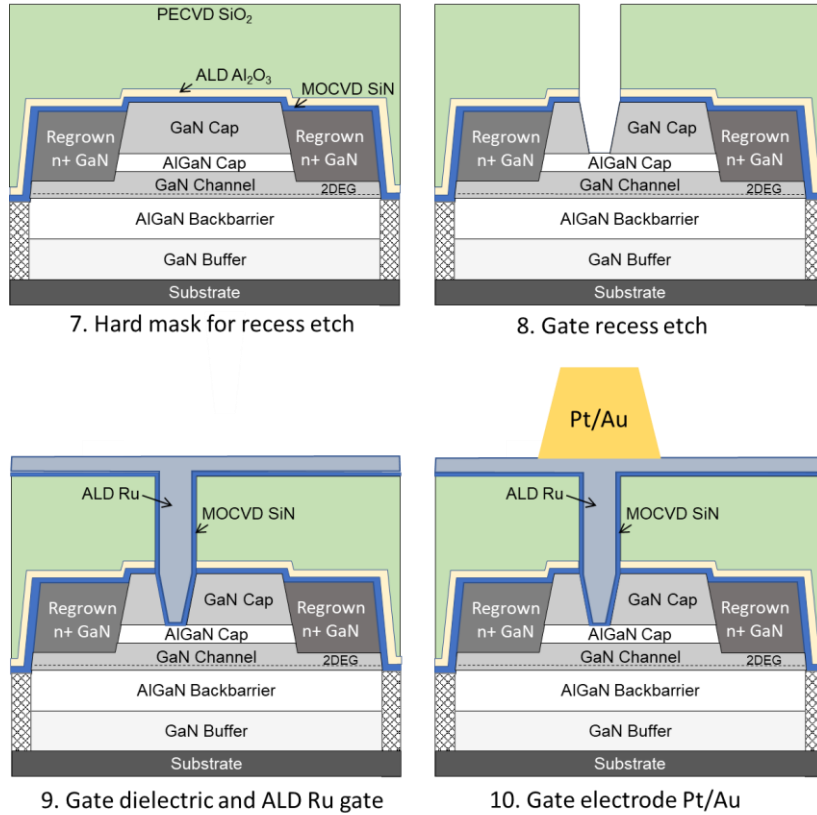 PECVD SiO₂
ALD Al₂O₃
MOCVD SiN
Regrown
n+ GaN
GaN Cap
Regrown
n+ GaN
AlGaN Cap
GaN Channel
2DEG
AlGaN Backbarrier
GaN Buffer
Substrate
7. Hard mask for recess etch
Regrown
n+ GaN
GaN Cap
Regrown
n+ GaN
AlGaN Cap
GaN Channel
2DEG
AlGaN Backbarrier
GaN Buffer
Substrate
8. Gate recess etch
ALD Ru
MOCVD SiN
Regrown
n+ GaN
GaN Cap
Regrown
n+ GaN
AlGaN Cap
GaN Channel
2DEG
AlGaN Backbarrier
GaN Buffer
Substrate
9. Gate dielectric and ALD Ru gate
Pt/Au
ALD Ru
MOCVD SiN
Regrown
n+ GaN
GaN Cap
Regrown
n+ GaN
AlGaN Cap
GaN Channel
2DEG
AlGaN Backbarrier
GaN Buffer
Substrate
10. Gate electrode Pt/Au